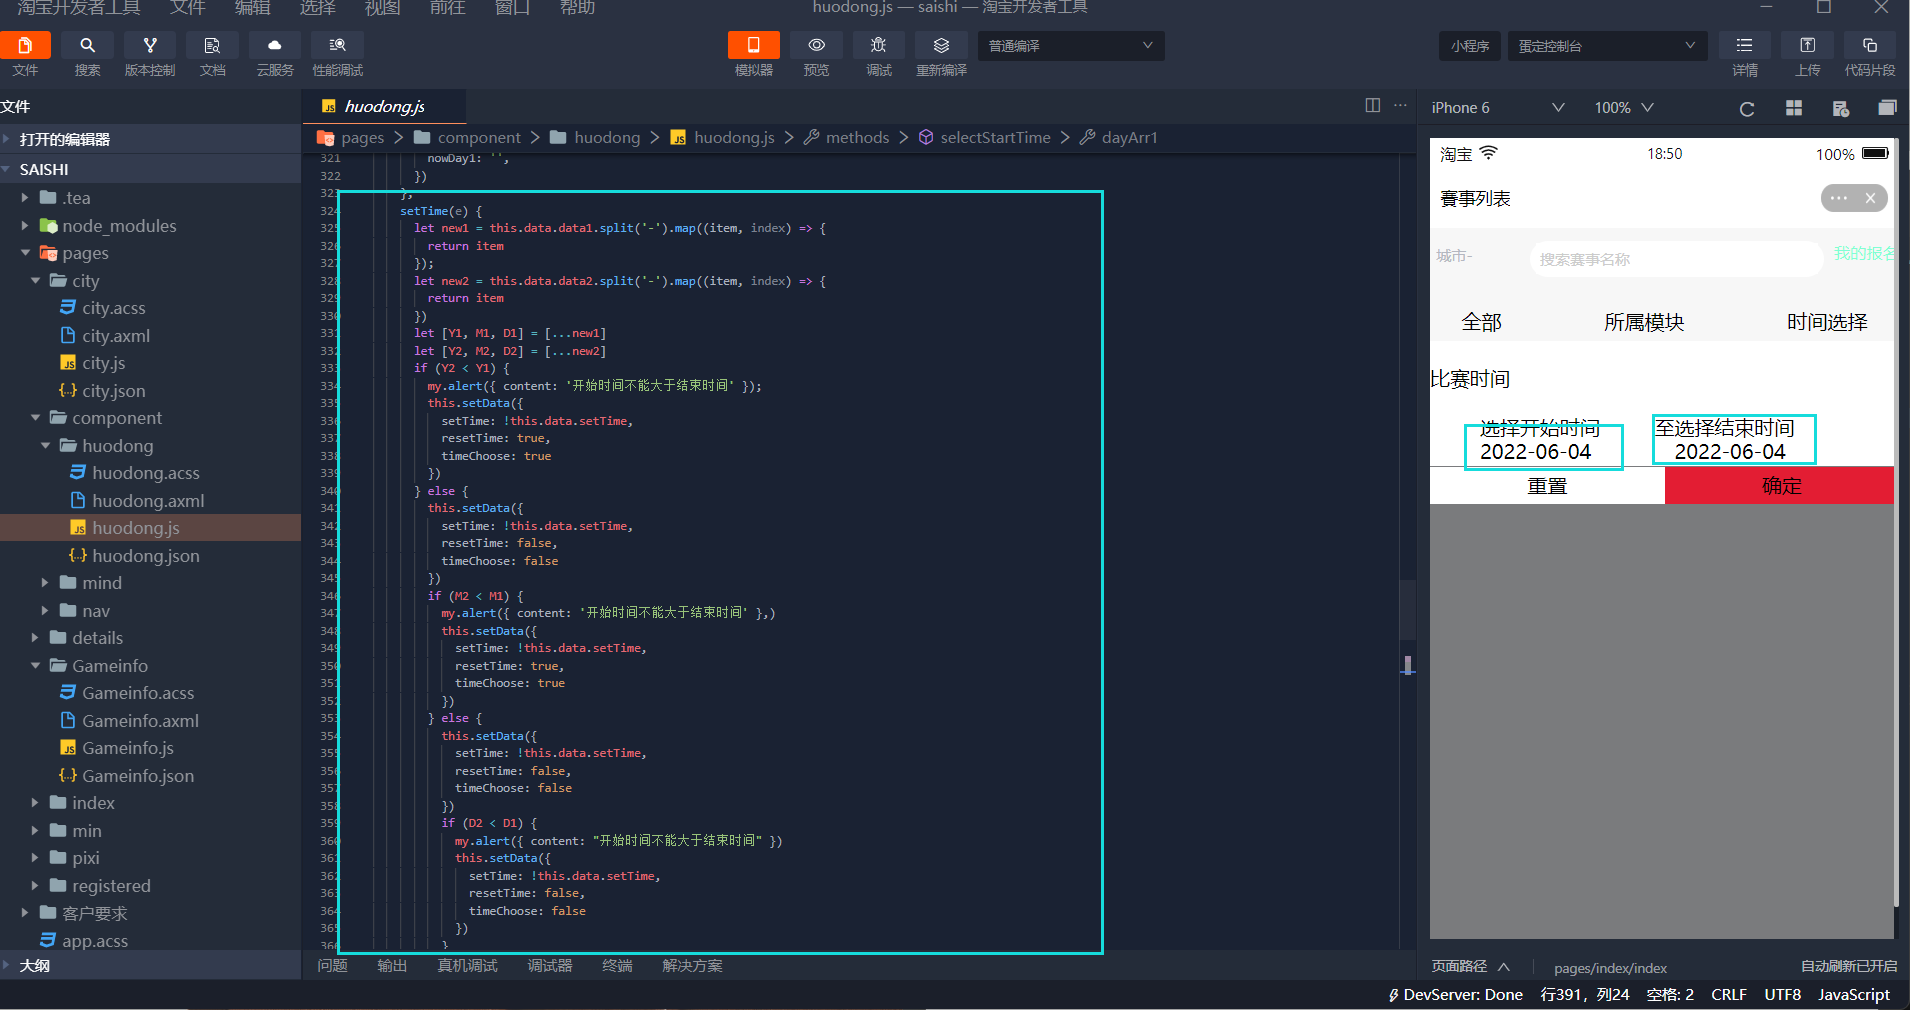 淘宝开发者工具 文件 编辑 选择 视图 前往 窗口 帮助 huodong.js — saishi — 淘宝开发者工具
普通编译 小程序 蛋定控制台
文件 搜索 版本控制 文档 云服务 性能调试 模拟器 预览 调试 重新编译 详情 上传 代码片段
文件
打开的编辑器
SAISHI
.tea
node_modules
pages
city
city.acss
city.axml
city.js
city.json
component
huodong
huodong.acss
huodong.axml
huodong.js
huodong.json
mind
nav
details
Gameinfo
Gameinfo.acss
Gameinfo.axml
Gameinfo.js
Gameinfo.json
index
min
pixi
registered
客户要求
app.acss
大纲
huodong.js
pages component huodong huodong.js methods selectStartTime dayArr1
321 nowDay1: '',
322 })
323 },
324 setTime(e) {
325 let new1 = this.data.data1.split('-').map((item, index) => {
326 return item
327 });
328 let new2 = this.data.data2.split('-').map((item, index) => {
329 return item
330 })
331 let [Y1, M1, D1] = [...new1]
332 let [Y2, M2, D2] = [...new2]
333 if (Y2 < Y1) {
334 my.alert({ content: '开始时间不能大于结束时间' });
335 this.setData({
336 setTime: !this.data.setTime,
337 resetTime: true,
338 timeChoose: true
339 })
340 } else {
341 this.setData({
342 setTime: !this.data.setTime,
343 resetTime: false,
344 timeChoose: false
345 })
346 if (M2 < M1) {
347 my.alert({ content: '开始时间不能大于结束时间' },)
348 this.setData({
349 setTime: !this.data.setTime,
350 resetTime: true,
351 timeChoose: true
352 })
353 } else {
354 this.setData({
355 setTime: !this.data.setTime,
356 resetTime: false,
357 timeChoose: false
358 })
359 if (D2 < D1) {
360 my.alert({ content: "开始时间不能大于结束时间" })
361 this.setData({
362 setTime: !this.data.setTime,
363 resetTime: false,
364 timeChoose: false
365 })
366 }
问题 输出 真机调试 调试器 终端 解决方案
iPhone 6 100%
淘宝 18:50 100%
赛事列表
城市- 搜索赛事名称 我的报名
全部 所属模块 时间选择
比赛时间
选择开始时间 至选择结束时间
2022-06-04 2022-06-04
重置 确定
页面路径 pages/index/index 自动刷新已开启
DevServer: Done 行391，列24 空格: 2 CRLF UTF8 JavaScript